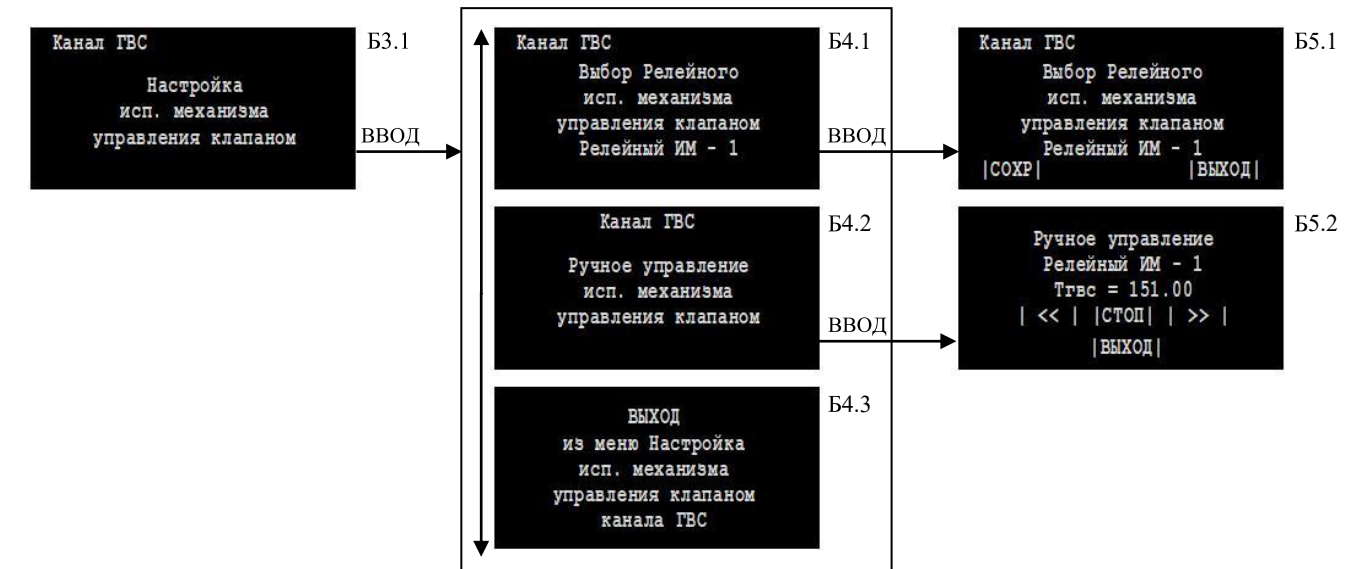 Канал ГВС
Настройка
исп. механизма
управления клапаном
Б3.1
ВВОД
Канал ГВС
Выбор Релейного
исп. механизма
управления клапаном
Релейный ИМ - 1
Б4.1
ВВОД
Канал ГВС
Выбор Релейного
исп. механизма
управления клапаном
Релейный ИМ - 1
|СОХР| |ВЫХОД|
Б5.1
Канал ГВС
Ручное управление
исп. механизма
управления клапаном
Б4.2
ВВОД
Ручное управление
Релейный ИМ - 1
Тгвс = 151.00
| << | |СТОП| | >> |
|ВЫХОД|
Б5.2
ВЫХОД
из меню Настройка
исп. механизма
управления клапаном
канала ГВС
Б4.3